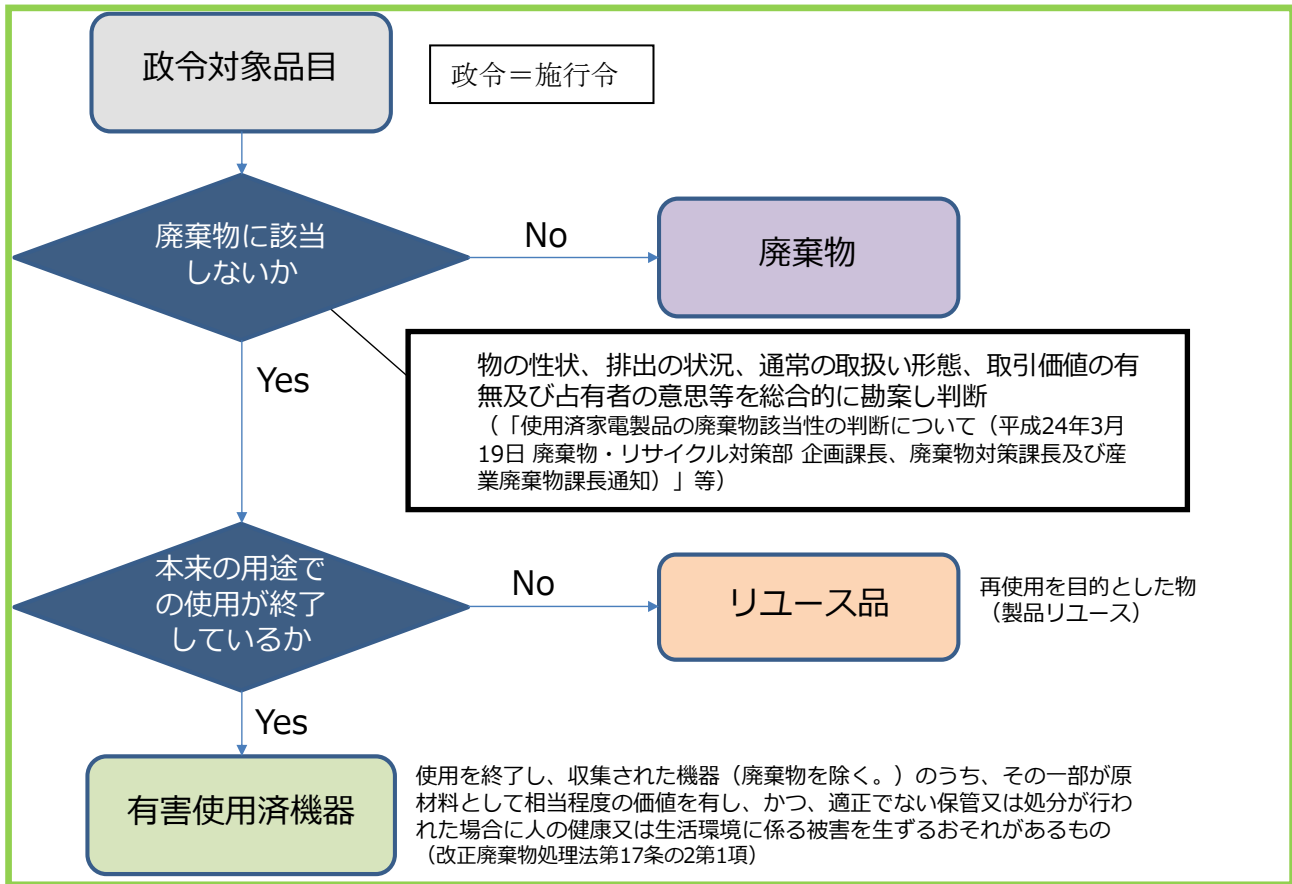 政令対象品目
政令＝施行令
廃棄物に該当
しないか
No
廃棄物
Yes
物の性状、排出の状況、通常の取扱い形態、取引価値の有
無及び占有者の意思等を総合的に勘案し判断
（「使用済家電製品の廃棄物該当性の判断について（平成24年3月
19日 廃棄物・リサイクル対策部 企画課長、廃棄物対策課長及び産
業廃棄物課長通知）」等）
本来の用途で
の使用が終了
しているか
No
リユース品
再使用を目的とした物
（製品リユース）
Yes
有害使用済機器
使用を終了し、収集された機器（廃棄物を除く。）のうち、その一部が原
材料として相当程度の価値を有し、かつ、適正でない保管又は処分が行わ
れた場合に人の健康又は生活環境に係る被害を生ずるおそれがあるもの
（改正廃棄物処理法第17条の2第1項）